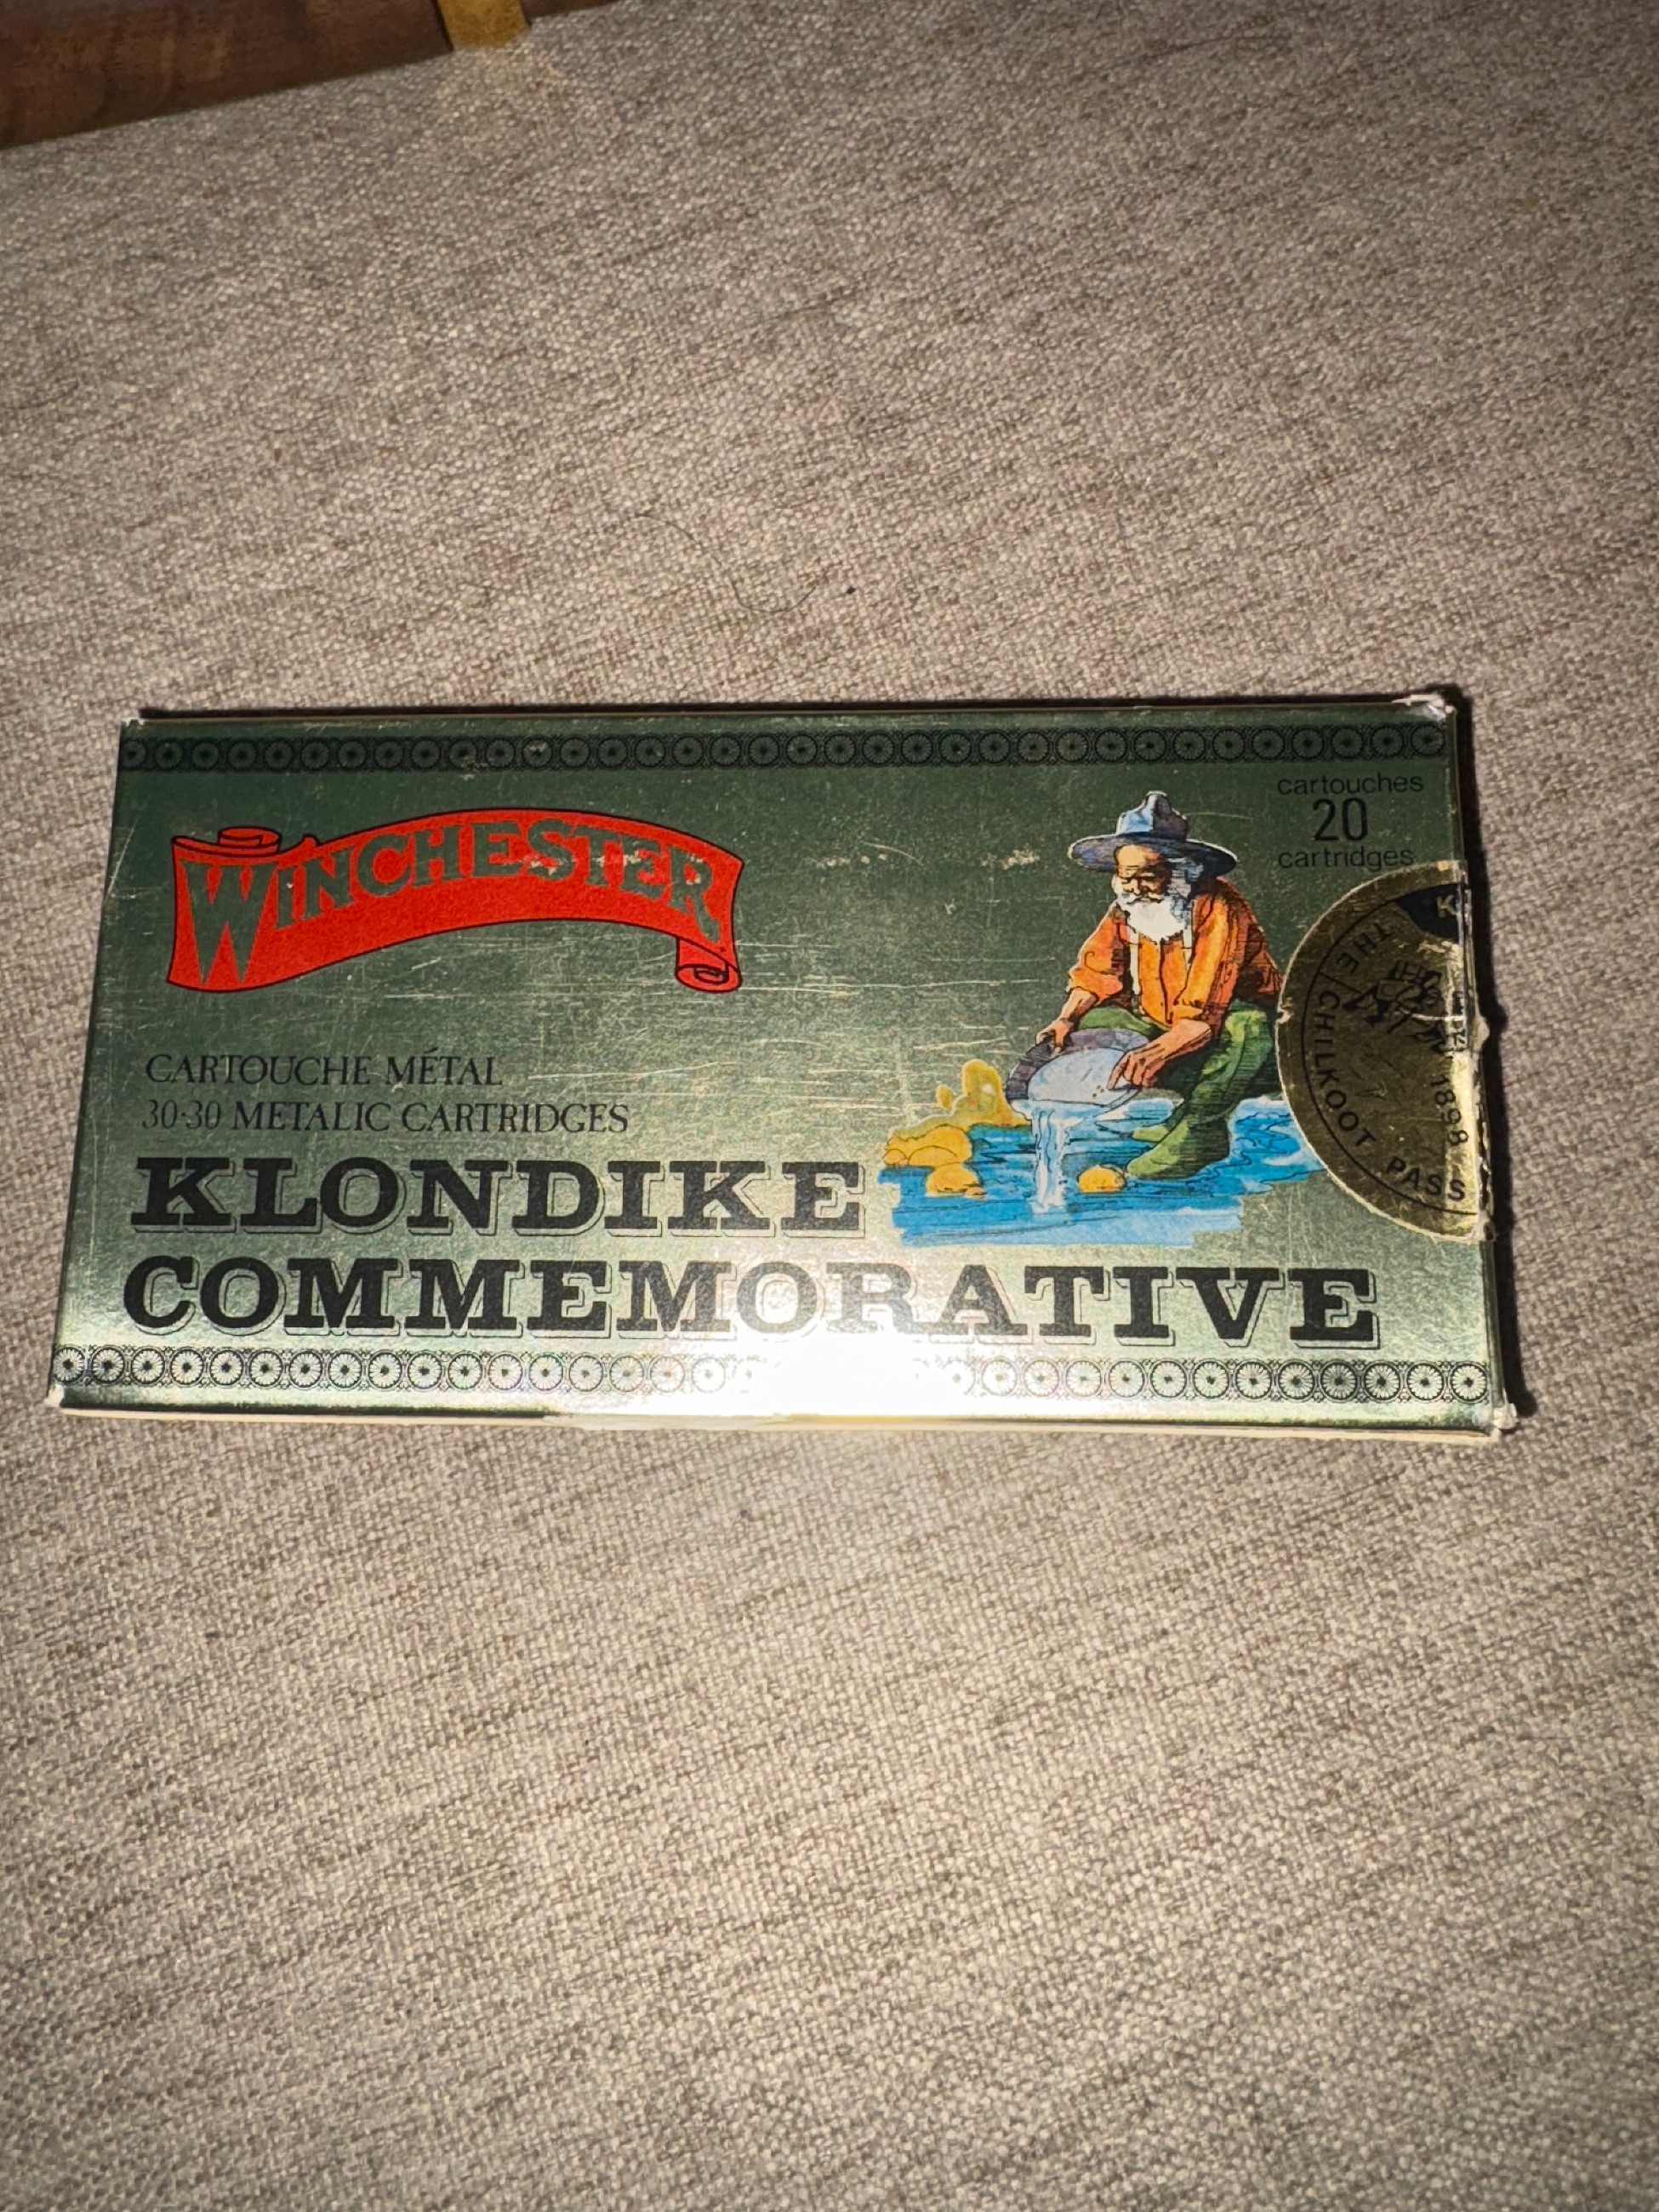 WINCHESTER
cartouches
20
cartridges
CARTOUCHE MÉTAL
30-30 METALIC CARTRIDGES
KLONDIKE
COMMEMORATIVE
THE CHILKOOT PASS
1898